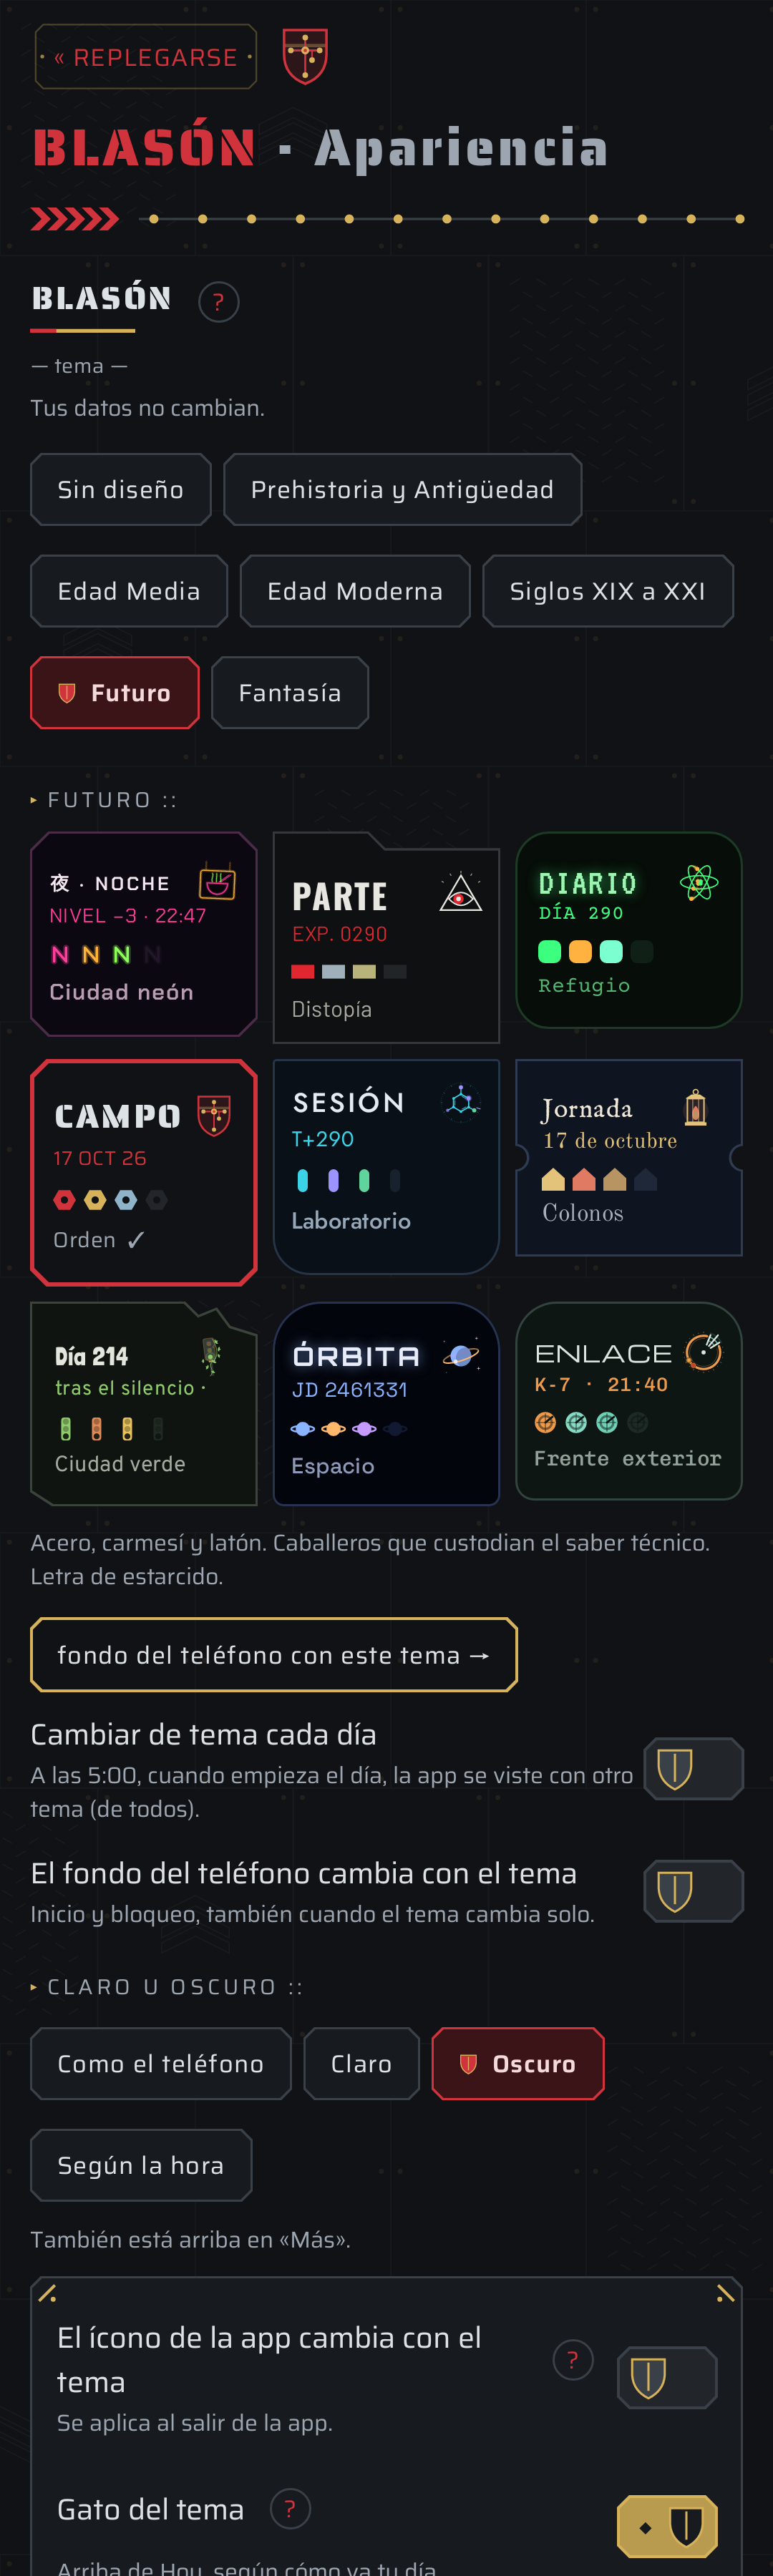 « REPLEGARSE
BLASÓN · Apariencia
BLASÓN ?
— tema —
Tus datos no cambian.
Sin diseño
Prehistoria y Antigüedad
Edad Media
Edad Moderna
Siglos XIX a XXI
Futuro
Fantasía
▸ FUTURO ::
夜 · NOCHE
NIVEL −3 · 22:47
N N N N
Ciudad neón
PARTE
EXP. 0290
Distopía
DIARIO
DÍA 290
Refugio
CAMPO
17 OCT 26
Orden ✓
SESIÓN
T+290
Laboratorio
Jornada
17 de octubre
Colonos
Día 214
tras el silencio ·
Ciudad verde
ÓRBITA
JD 2461331
Espacio
ENLACE
K-7 · 21:40
Frente exterior
Acero, carmesí y latón. Caballeros que custodian el saber técnico.
Letra de estarcido.
fondo del teléfono con este tema →
Cambiar de tema cada día
A las 5:00, cuando empieza el día, la app se viste con otro
tema (de todos).
El fondo del teléfono cambia con el tema
Inicio y bloqueo, también cuando el tema cambia solo.
▸ CLARO U OSCURO ::
Como el teléfono
Claro
Oscuro
Según la hora
También está arriba en «Más».
El ícono de la app cambia con el
tema
?
Se aplica al salir de la app.
Gato del tema ?
Arriba de Hoy, según cómo va tu día